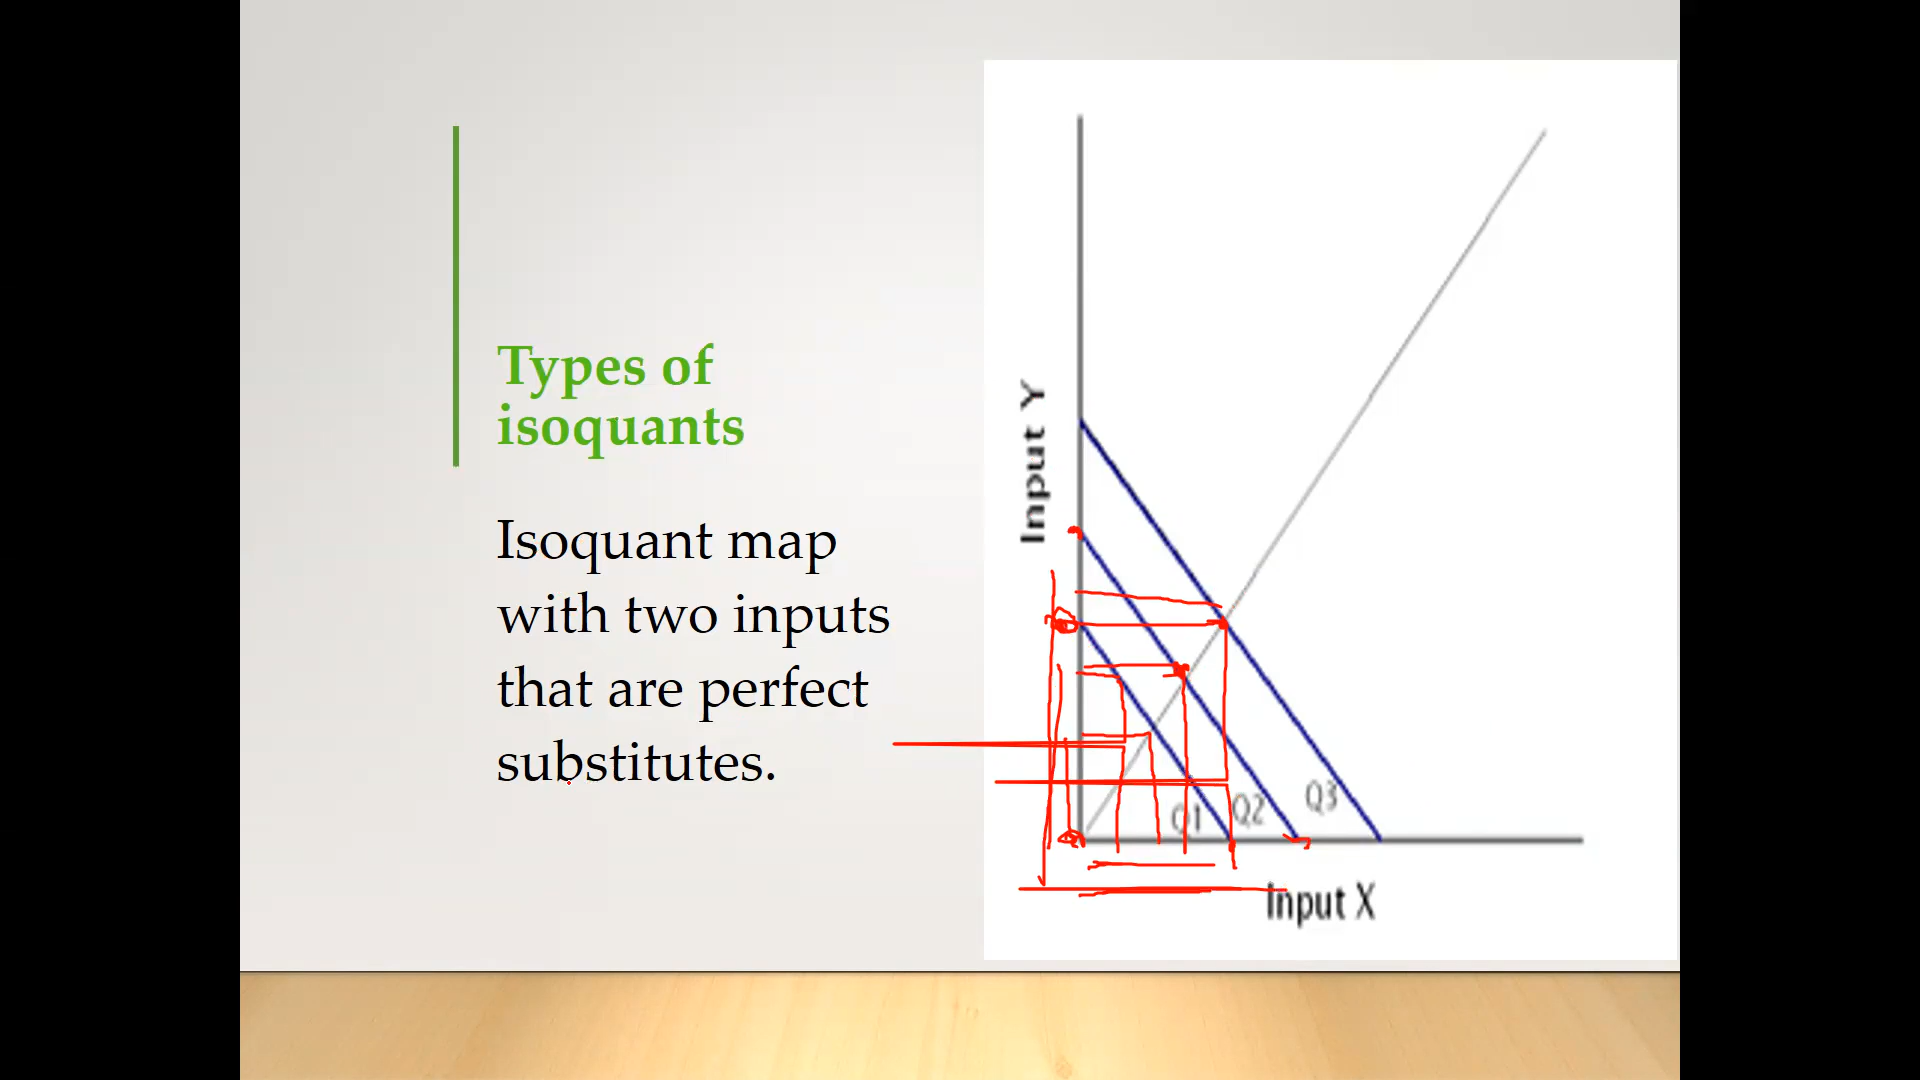 Types of
isoquants
Isoquant map
with two inputs
that are perfect
substitutes.
Input Y
Q1
Q2
Q3
Input X